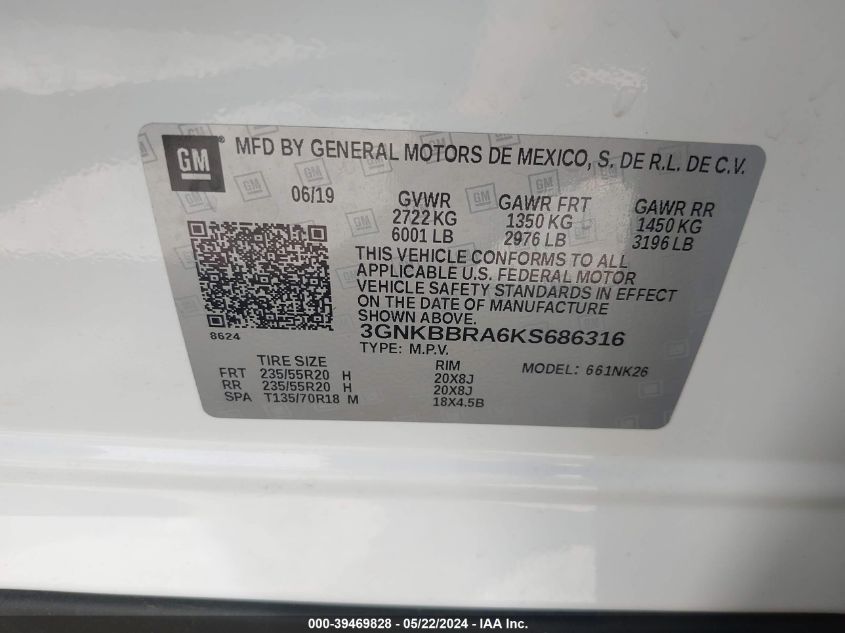 GM
MFD BY GENERAL MOTORS DE MEXICO, S. DE R.L. DE C.V.
06/19
GVWR GAWR FRT GAWR RR
2722 KG 1350 KG 1450 KG
6001 LB 2976 LB 3196 LB
THIS VEHICLE CONFORMS TO ALL
APPLICABLE U.S. FEDERAL MOTOR
VEHICLE SAFETY STANDARDS IN EFFECT
ON THE DATE OF MANUFACTURE
SHOWN ABOVE.
8624
3GNKBBRA6KS686316
TYPE: M.P.V. MODEL: 661NK26
TIRE SIZE RIM
FRT 235/55R20 H 20X8J
RR 235/55R20 H 20X8J
SPA T135/70R18 M 18X4.5B
000-39469828 - 05/22/2024 - IAA Inc.